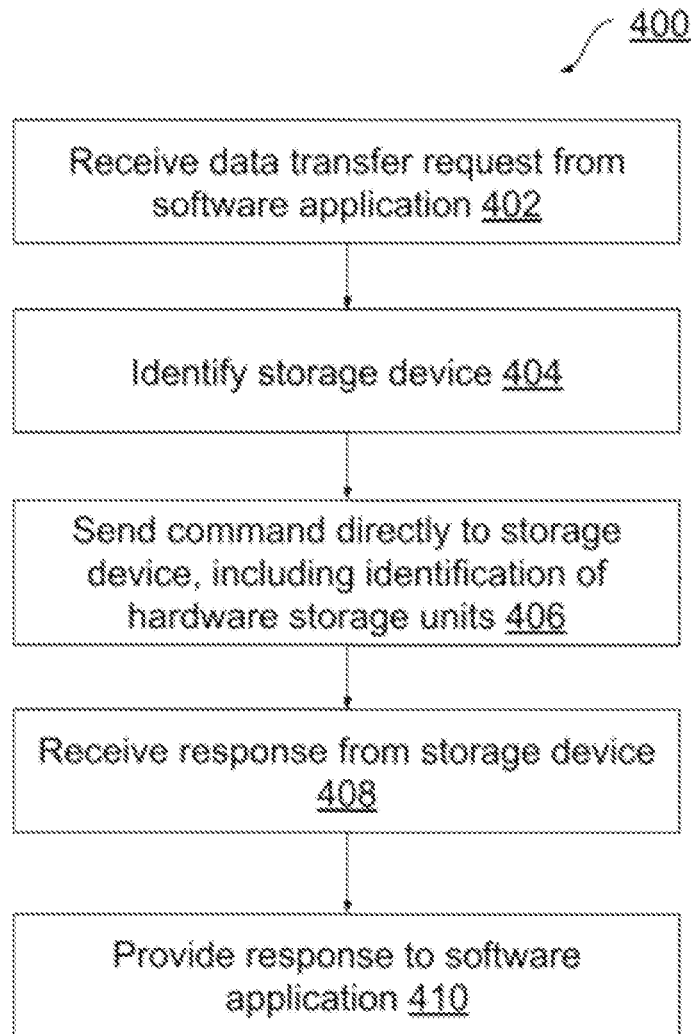 400
Receive data transfer request from
software application 402
Identify storage device 404
Send command directly to storage
device, including identification of
hardware storage units 406
Receive response from storage device
408
Provide response to software
application 410